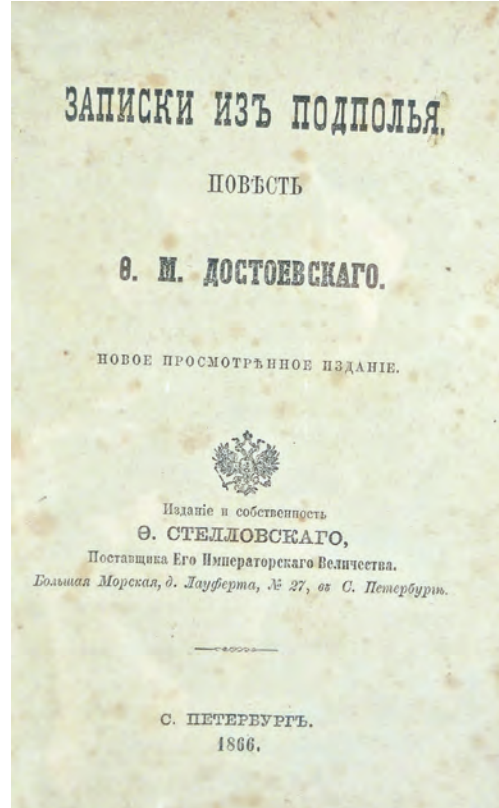 ЗАПИСКИ ИЗЪ ПОДПОЛЬЯ.
ПОВѢСТЬ
Ѳ. М. ДОСТОЕВСКАГО.
НОВОЕ ПРОСМОТРѢННОЕ ИЗДАНІЕ.
Изданіе и собственность
Ѳ. СТЕЛЛОВСКАГО,
Поставщика Его Императорскаго Величества.
Большая Морская, д. Лауферта, № 27, въ С. Петербургѣ.
С. ПЕТЕРБУРГЪ.
1866.